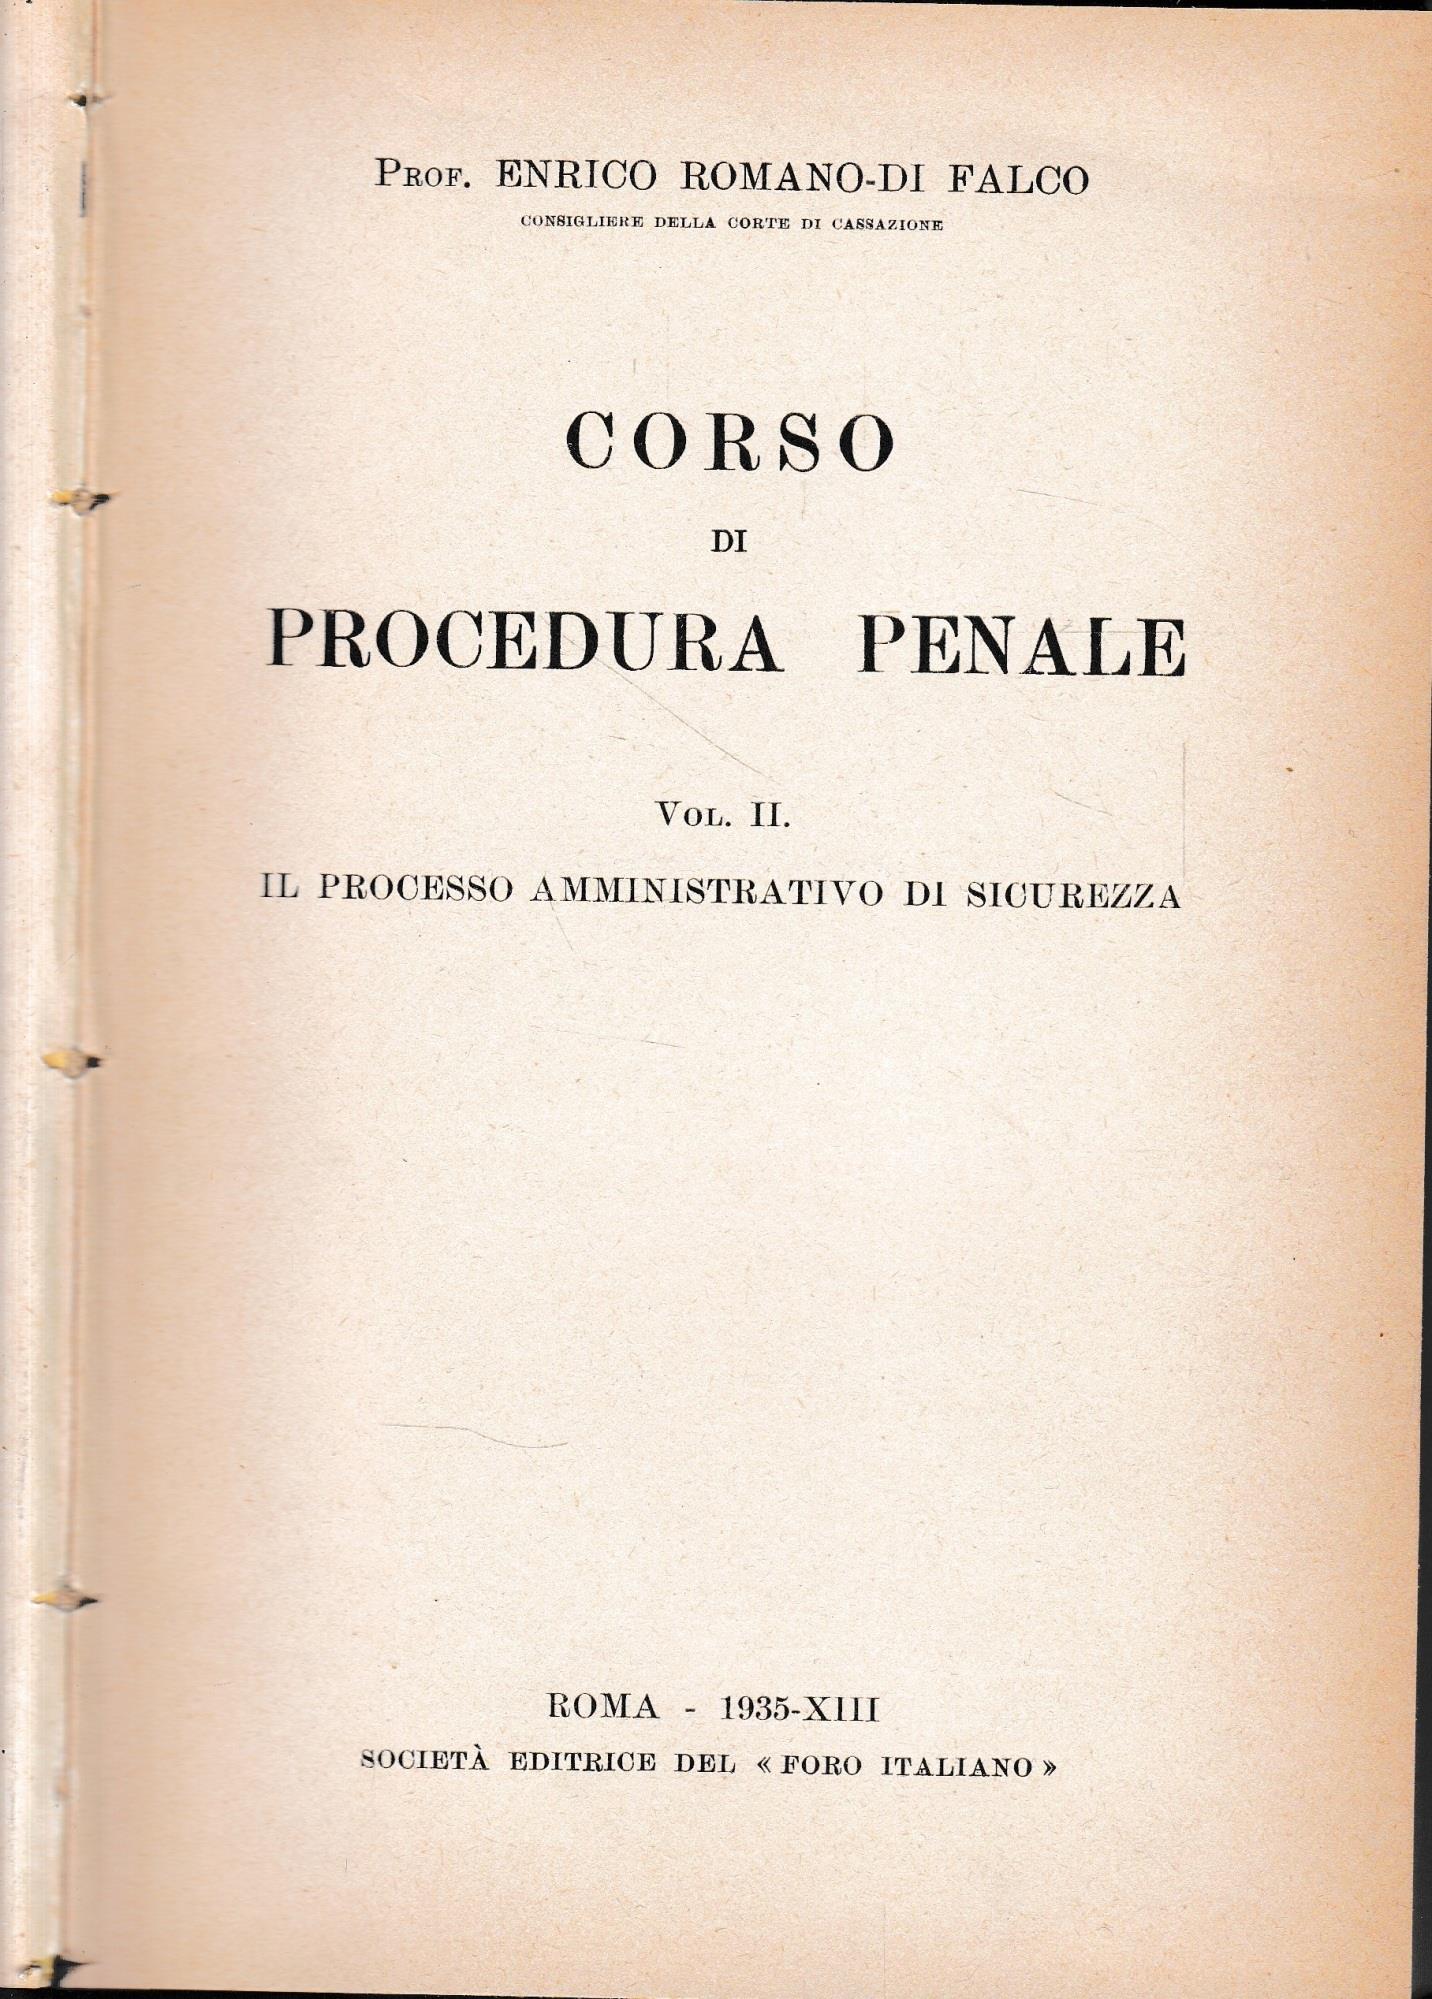 Prof. ENRICO ROMANO-DI FALCO
CONSIGLIERE DELLA CORTE DI CASSAZIONE
CORSO
DI
PROCEDURA PENALE
Vol. II.
IL PROCESSO AMMINISTRATIVO DI SICUREZZA
ROMA - 1935-XIII
SOCIETÀ EDITRICE DEL « FORO ITALIANO »